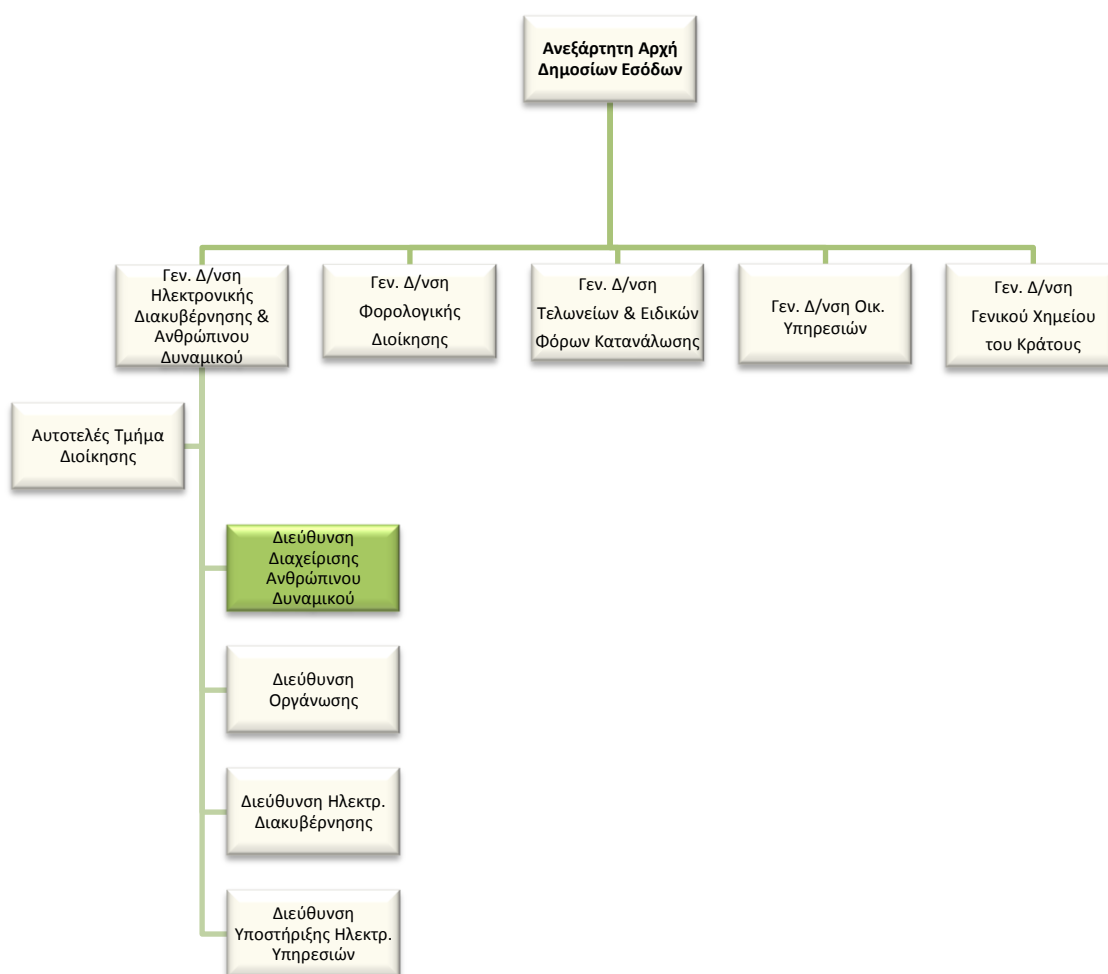 Ανεξάρτητη Αρχή
Δημοσίων Εσόδων
Γεν. Δ/νση
Ηλεκτρονικής
Διακυβέρνησης &
Ανθρώπινου
Δυναμικού
Γεν. Δ/νση
Φορολογικής
Διοίκησης
Γεν. Δ/νση
Τελωνείων & Ειδικών
Φόρων Κατανάλωσης
Γεν. Δ/νση Οικ.
Υπηρεσιών
Γεν. Δ/νση
Γενικού Χημείου
του Κράτους
Αυτοτελές Τμήμα
Διοίκησης
Διεύθυνση
Διαχείρισης
Ανθρώπινου
Δυναμικού
Διεύθυνση
Οργάνωσης
Διεύθυνση Ηλεκτρ.
Διακυβέρνησης
Διεύθυνση
Υποστήριξης Ηλεκτρ.
Υπηρεσιών